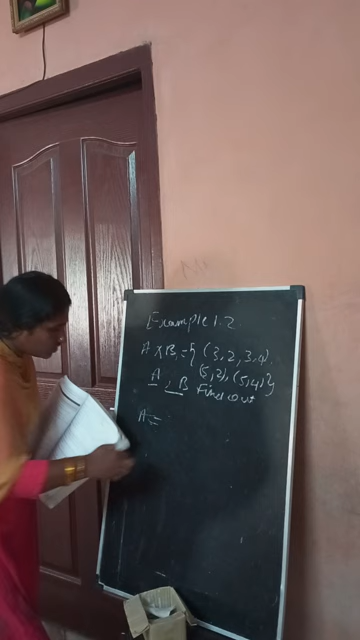 Example 1.2
A × B = { (3, 2, 3, 4)
(5, 2), (5, 4) }
A , B Find out
A =